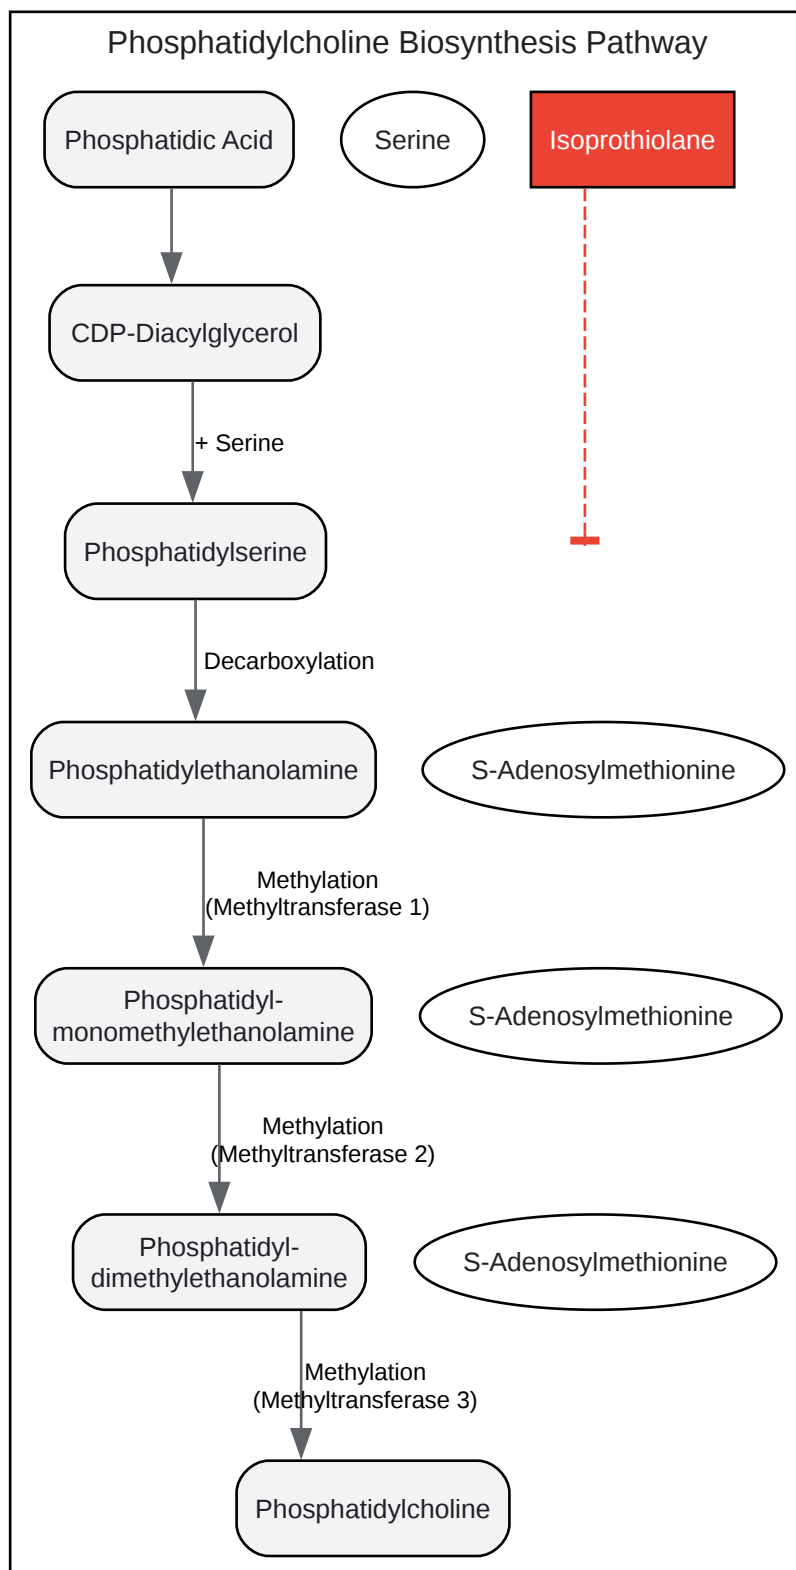 Phosphatidylcholine Biosynthesis Pathway
Phosphatidic Acid
Serine
Isoprothiolane
CDP-Diacylglycerol
+ Serine
Phosphatidylserine
Decarboxylation
Phosphatidylethanolamine
S-Adenosylmethionine
Methylation
(Methyltransferase 1)
Phosphatidyl-
monomethylethanolamine
S-Adenosylmethionine
Methylation
(Methyltransferase 2)
Phosphatidyl-
dimethylethanolamine
S-Adenosylmethionine
Methylation
(Methyltransferase 3)
Phosphatidylcholine